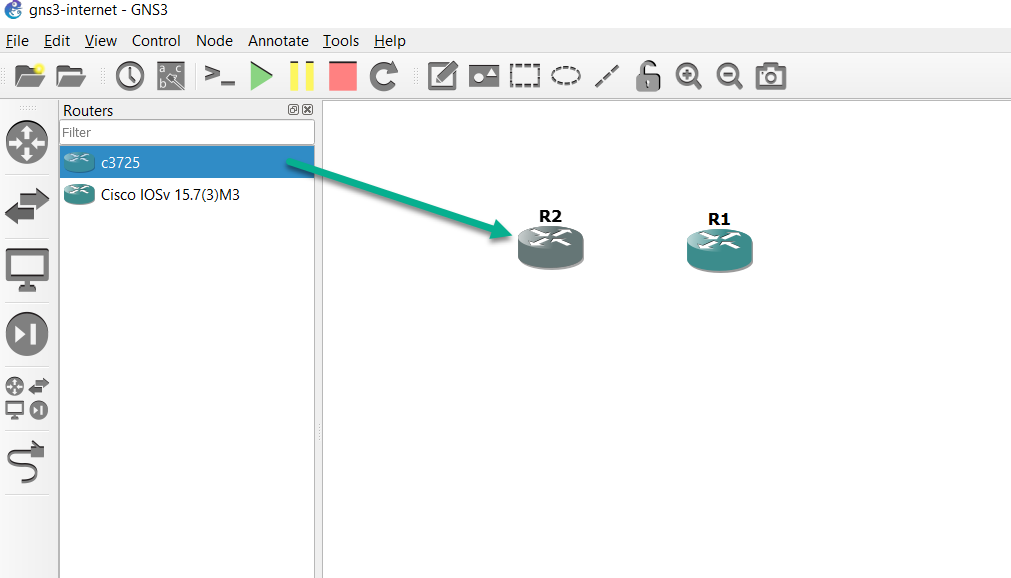 gns3-internet - GNS3
File Edit View Control Node Annotate Tools Help
Routers
Filter
c3725
Cisco IOSv 15.7(3)M3
R2
R1